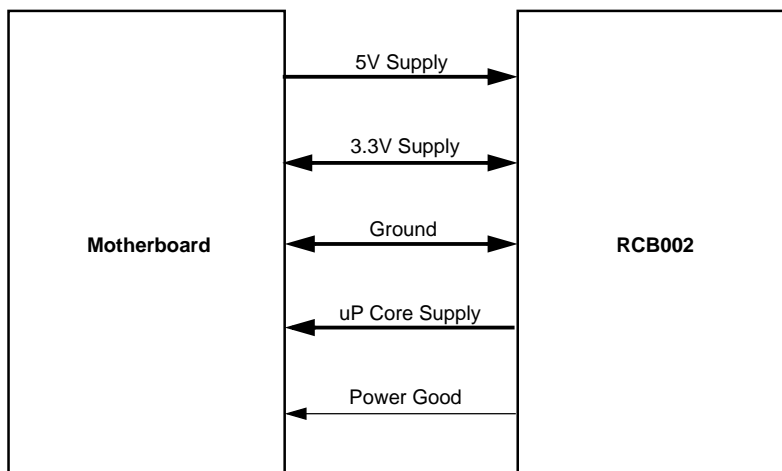 5V Supply
3.3V Supply
Motherboard
Ground
RCB002
uP Core Supply
Power Good